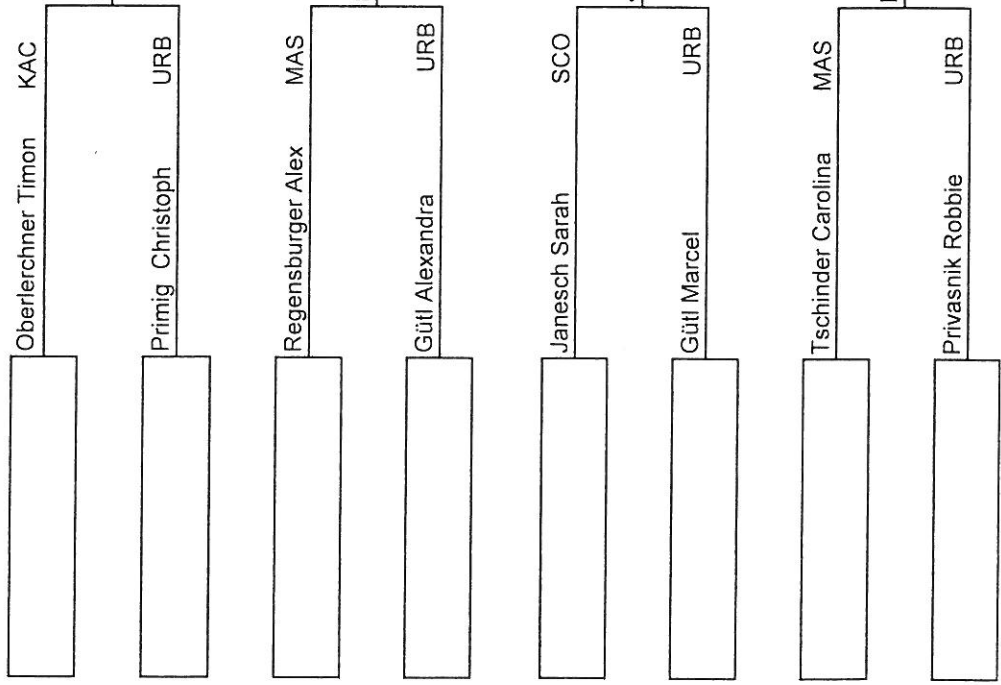 Oberlerchner Timon KAC
Primig Christoph URB
Regensburger Alex MAS
Gütl Alexandra URB
Janesch Sarah SCO
Gütl Marcel URB
Tschinder Carolina MAS
Privasnik Robbie URB